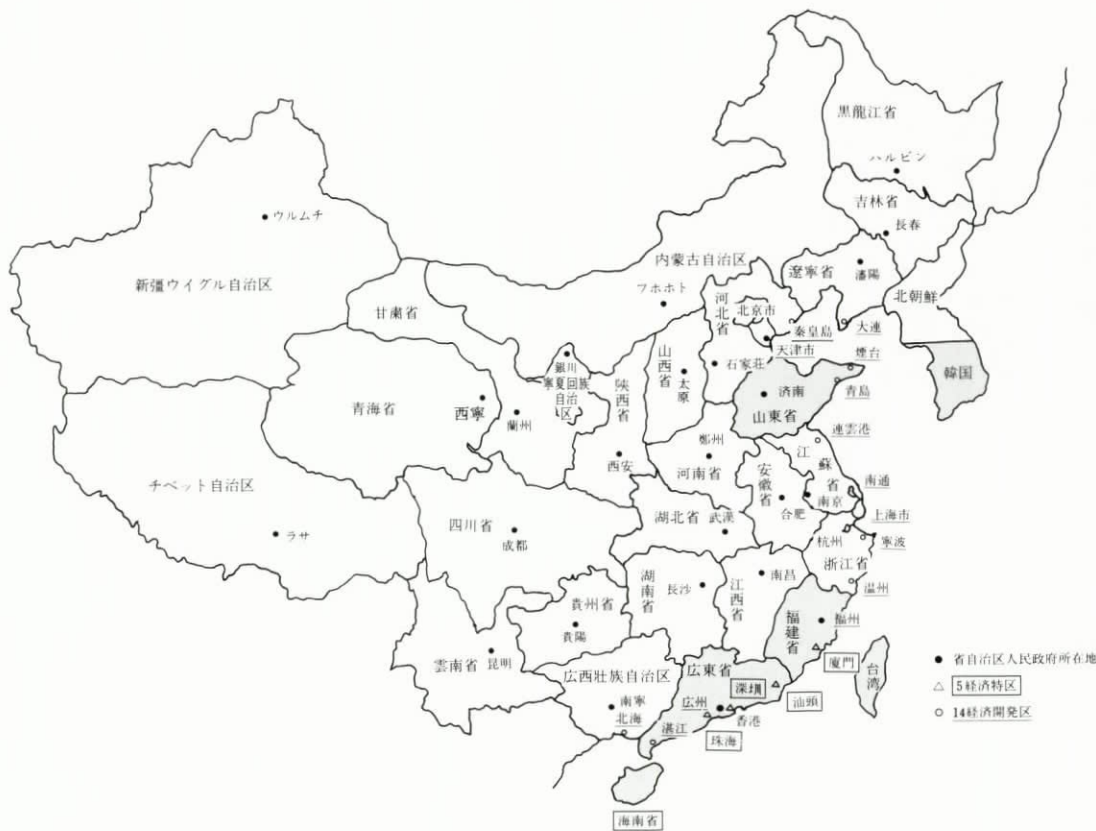 黒龍江省
ハルビン
吉林省
長春
内蒙古自治区
フホホト
遼寧省
瀋陽
北朝鮮
韓国
ウルムチ
新疆ウイグル自治区
甘粛省
河北省
北京市
秦皇島
大連
天津市
石家荘
煙台
青島
済南
山東省
山西省
太原
陝西省
西安
銀川
寧夏回族
自治
区
青海省
西寧
蘭州
鄭州
河南省
連雲港
江蘇省
南通
南京
安徽省
合肥
上海市
チベット自治区
ラサ
四川省
成都
湖北省
武漢
杭州
寧波
浙江省
温州
湖南省
長沙
江西省
南昌
福建省
福州
厦門
台湾
貴州省
貴陽
雲南省
昆明
広西壮族自治区
南寧
北海
広東省
深圳
汕頭
広州
香港
珠海
湛江
海南省
● 省自治区人民政府所在地
△ 5経済特区
○ 14経済開発区